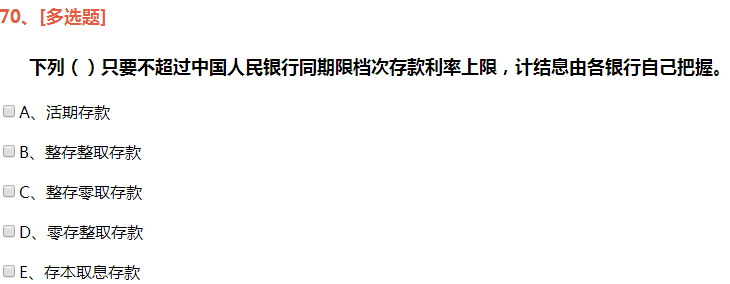 70、[多选题]
下列（ ）只要不超过中国人民银行同期限档次存款利率上限，计结息由各银行自己把握。
A、活期存款
B、整存整取存款
C、整存零取存款
D、零存整取存款
E、存本取息存款